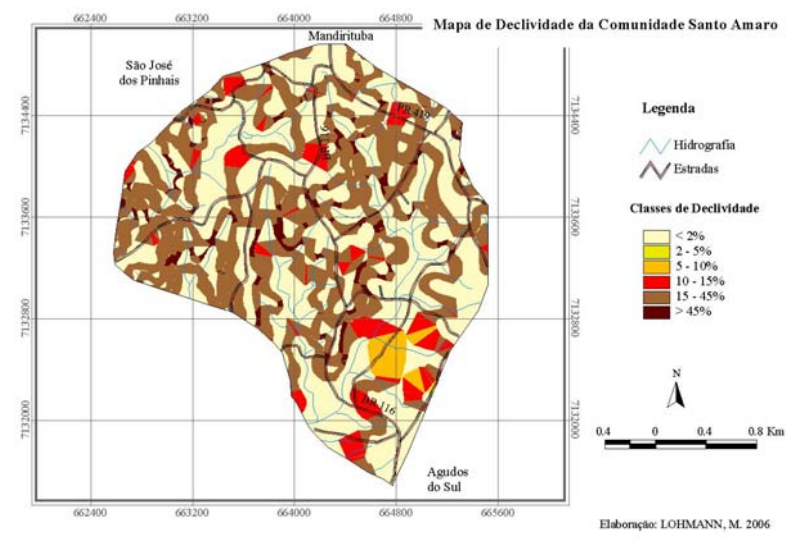 Mapa de Declividade da Comunidade Santo Amaro
662400 663200 664000 664800
Mandirituba
São José
dos Pinhais
PR 419
7134400
7134400
Legenda
Hidrografia
Estradas
7133600
7133600
Classes de Declividade
< 2%
2 - 5%
5 - 10%
10 - 15%
15 - 45%
> 45%
7132800
7132800
116
7132000
7132000
N
0.4 0 0.4 0.8 Km
Agudos
do Sul
662400 663200 664000 664800 665600
Elaboração: LOHMANN, M. 2006